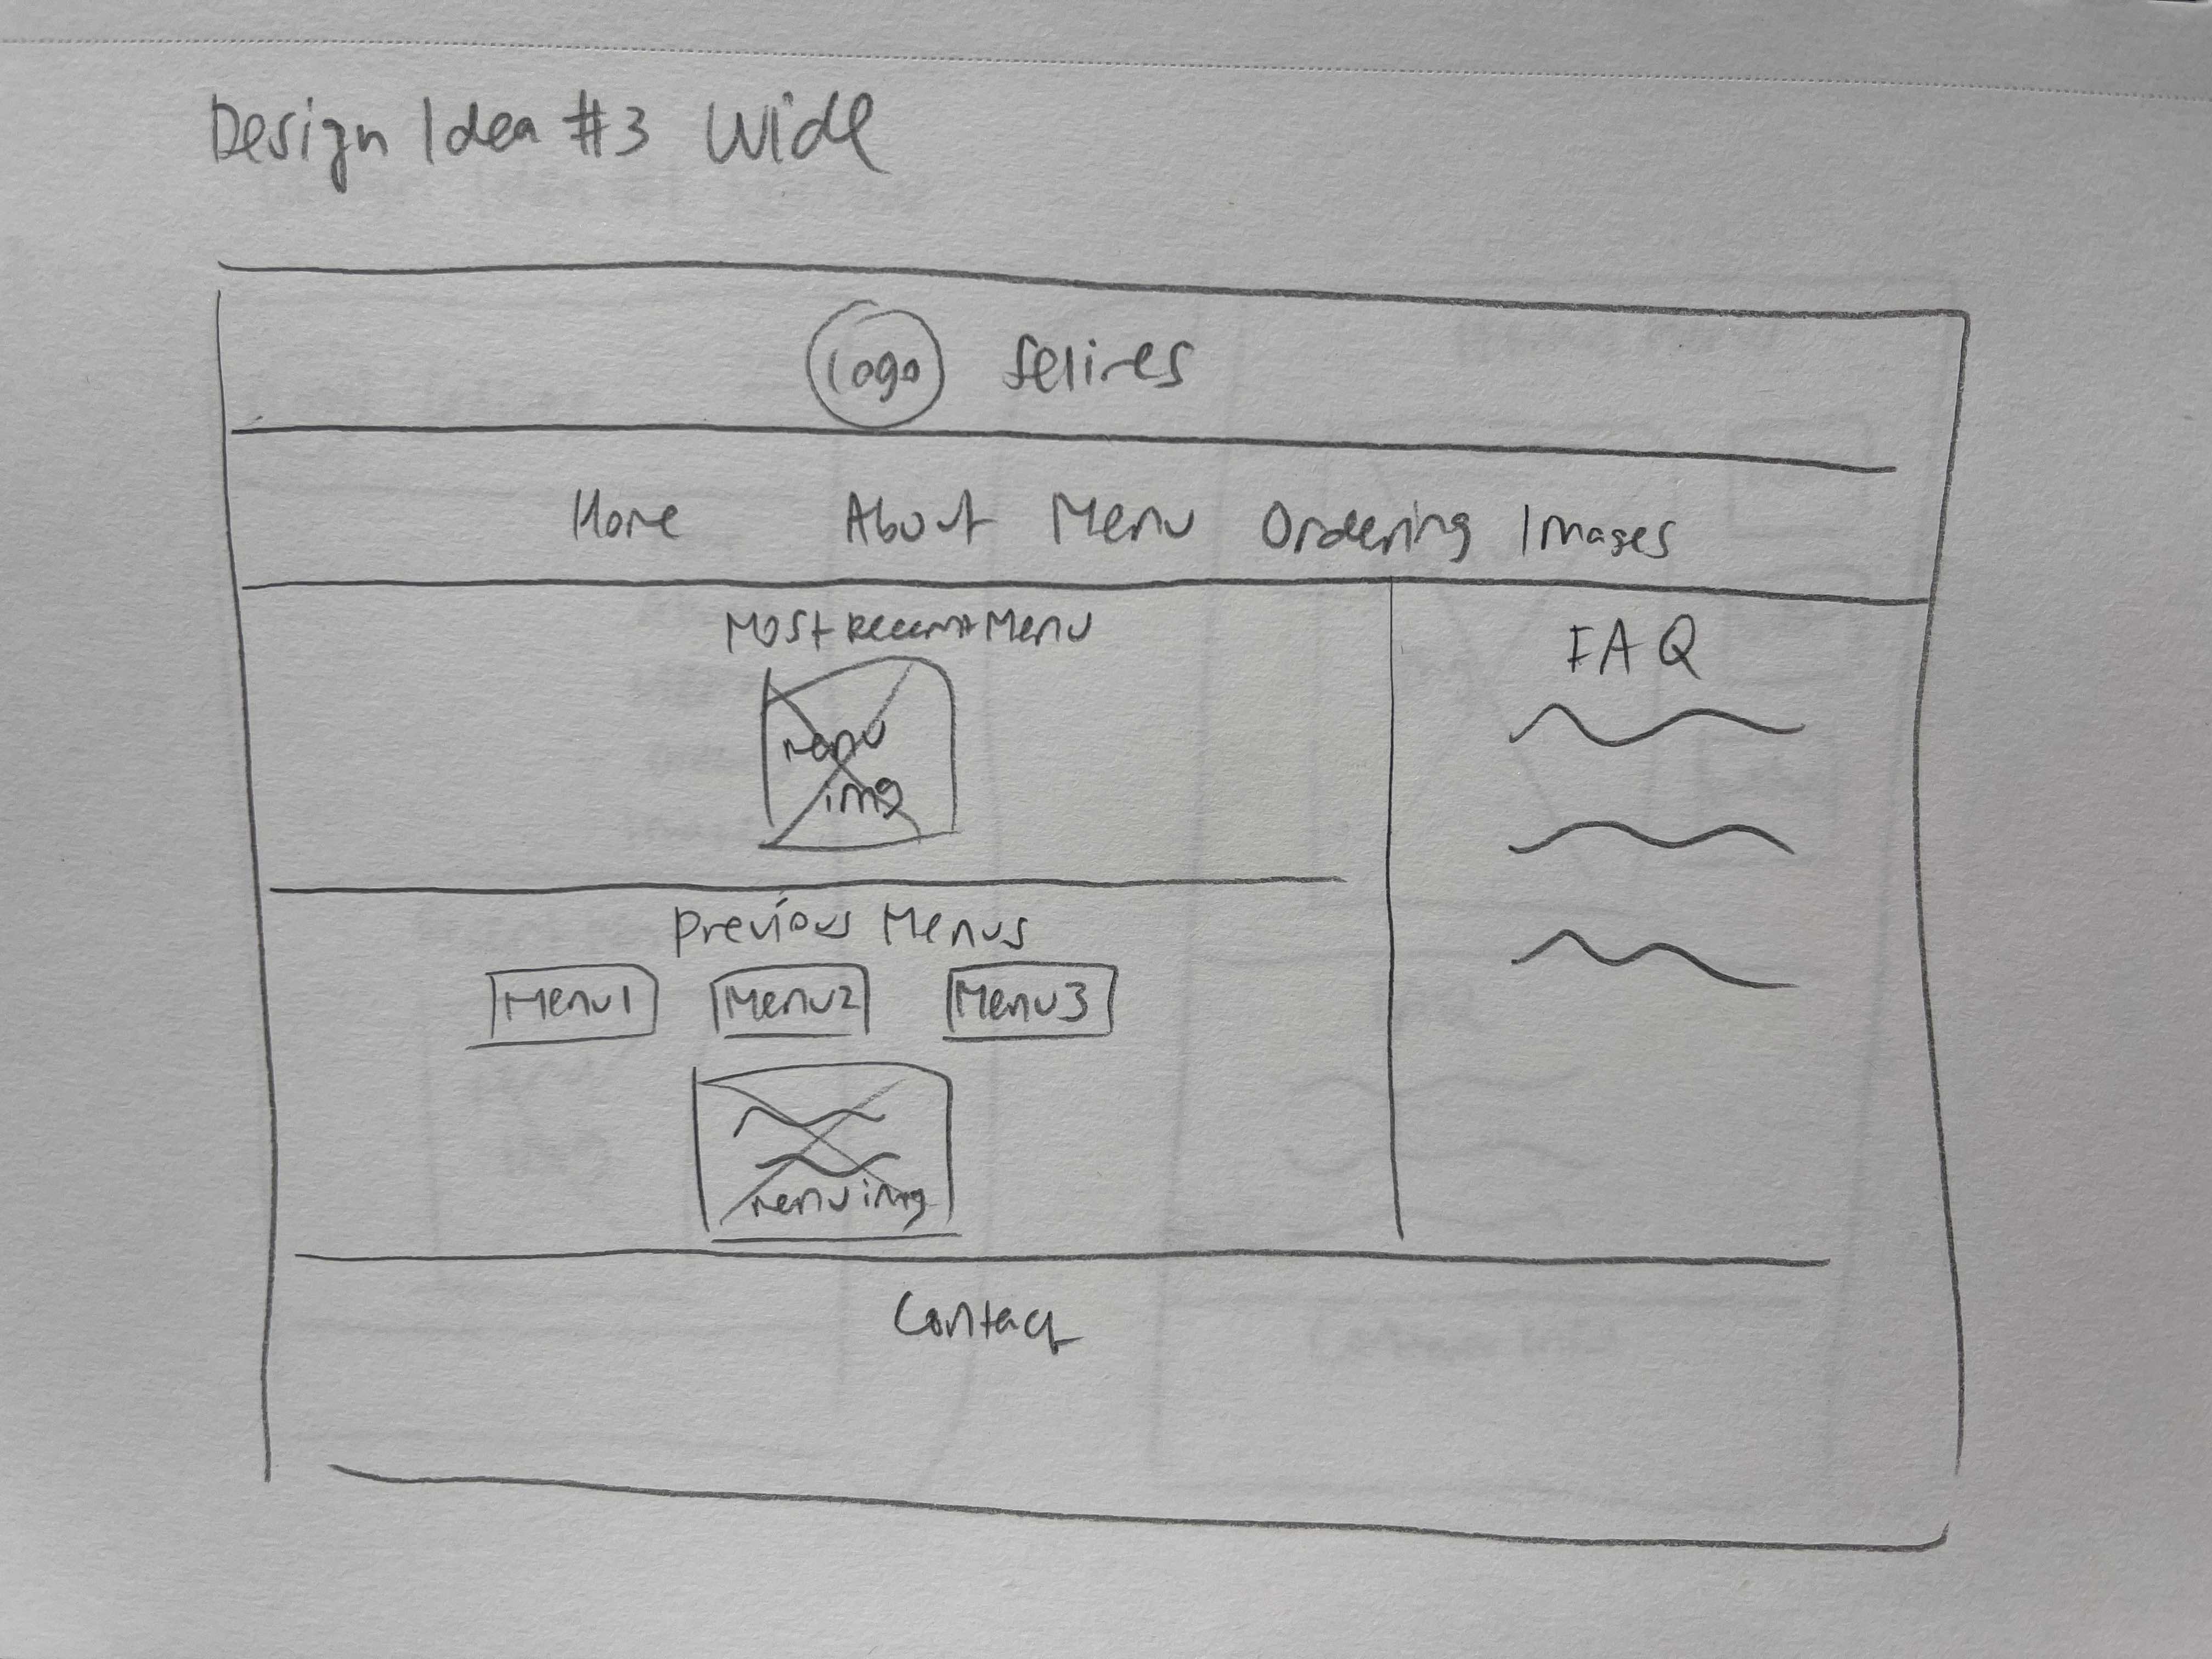 Design Idea #3 Wide
Logo Selires
Home About Menu Ordering Images
Most Recent Menu
FAQ
menu
img
Previous Menus
Menu1 Menu2 Menu3
menu img
Contact